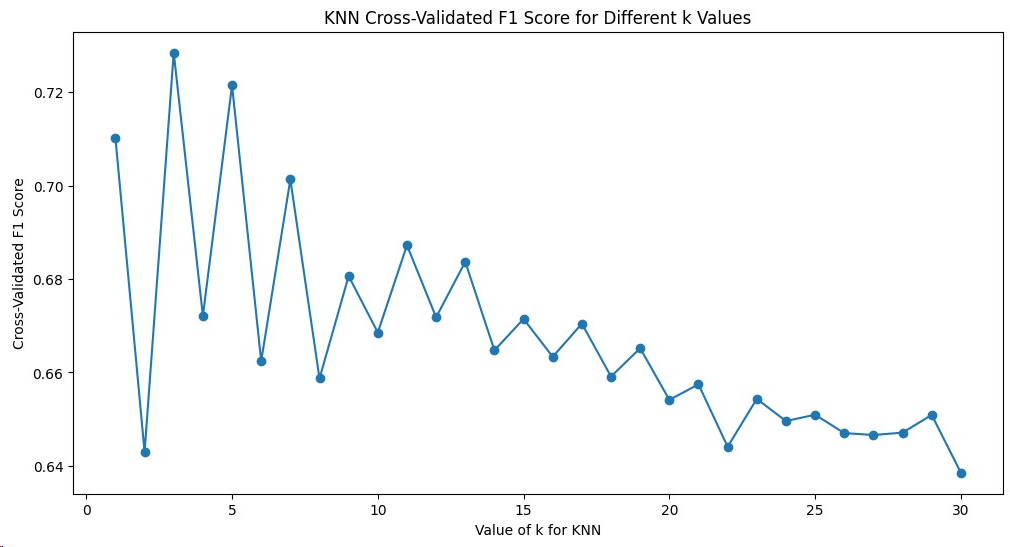 KNN Cross-Validated F1 Score for Different k Values
Cross-Validated F1 Score
0.72
0.70
0.68
0.66
0.64
0 5 10 15 20 25 30
Value of k for KNN